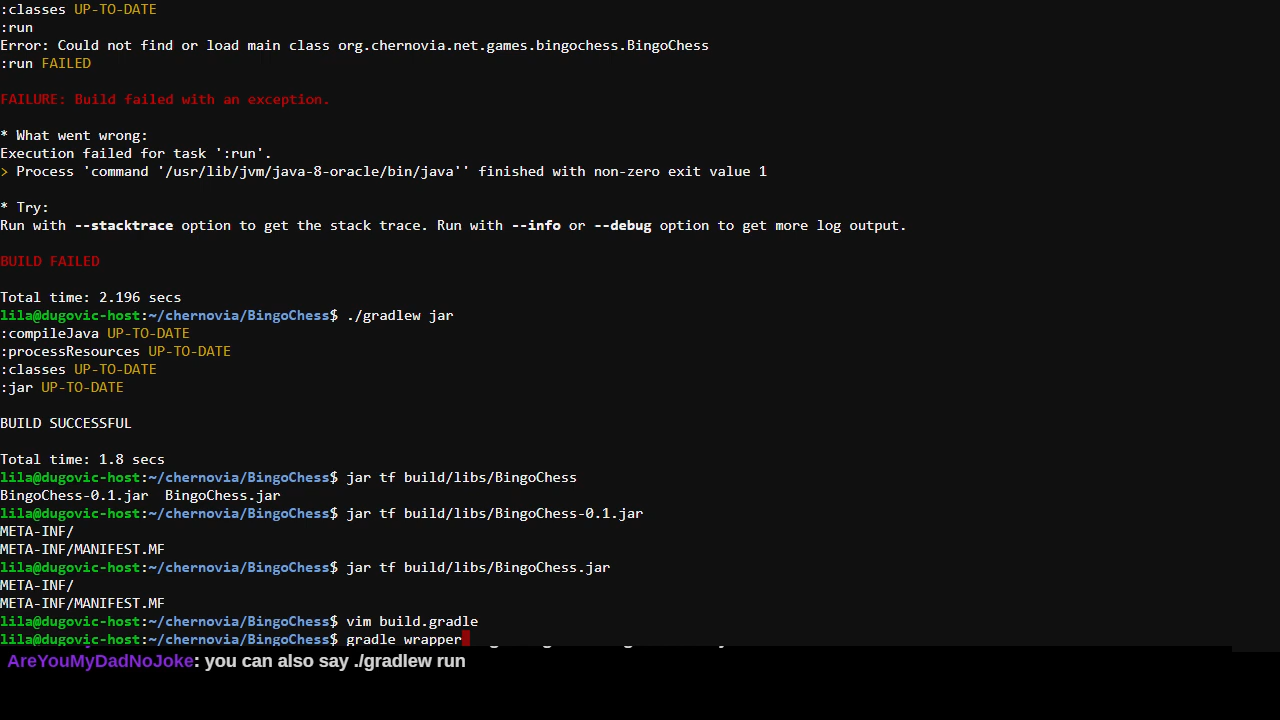 :classes UP-TO-DATE
:run
Error: Could not find or load main class org.chernovia.net.games.bingochess.BingoChess
:run FAILED
FAILURE: Build failed with an exception.
* What went wrong:
Execution failed for task ':run'.
> Process 'command '/usr/lib/jvm/java-8-oracle/bin/java'' finished with non-zero exit value 1
* Try:
Run with --stacktrace option to get the stack trace. Run with --info or --debug option to get more log output.
BUILD FAILED
Total time: 2.196 secs
lila@dugovic-host:~/chernovia/BingoChess$ ./gradlew jar
:compileJava UP-TO-DATE
:processResources UP-TO-DATE
:classes UP-TO-DATE
:jar UP-TO-DATE
BUILD SUCCESSFUL
Total time: 1.8 secs
lila@dugovic-host:~/chernovia/BingoChess$ jar tf build/libs/BingoChess
BingoChess-0.1.jar  BingoChess.jar
lila@dugovic-host:~/chernovia/BingoChess$ jar tf build/libs/BingoChess-0.1.jar
META-INF/
META-INF/MANIFEST.MF
lila@dugovic-host:~/chernovia/BingoChess$ jar tf build/libs/BingoChess.jar
META-INF/
META-INF/MANIFEST.MF
lila@dugovic-host:~/chernovia/BingoChess$ vim build.gradle
lila@dugovic-host:~/chernovia/BingoChess$ gradle wrapper
AreYouMyDadNoJoke: you can also say ./gradlew run